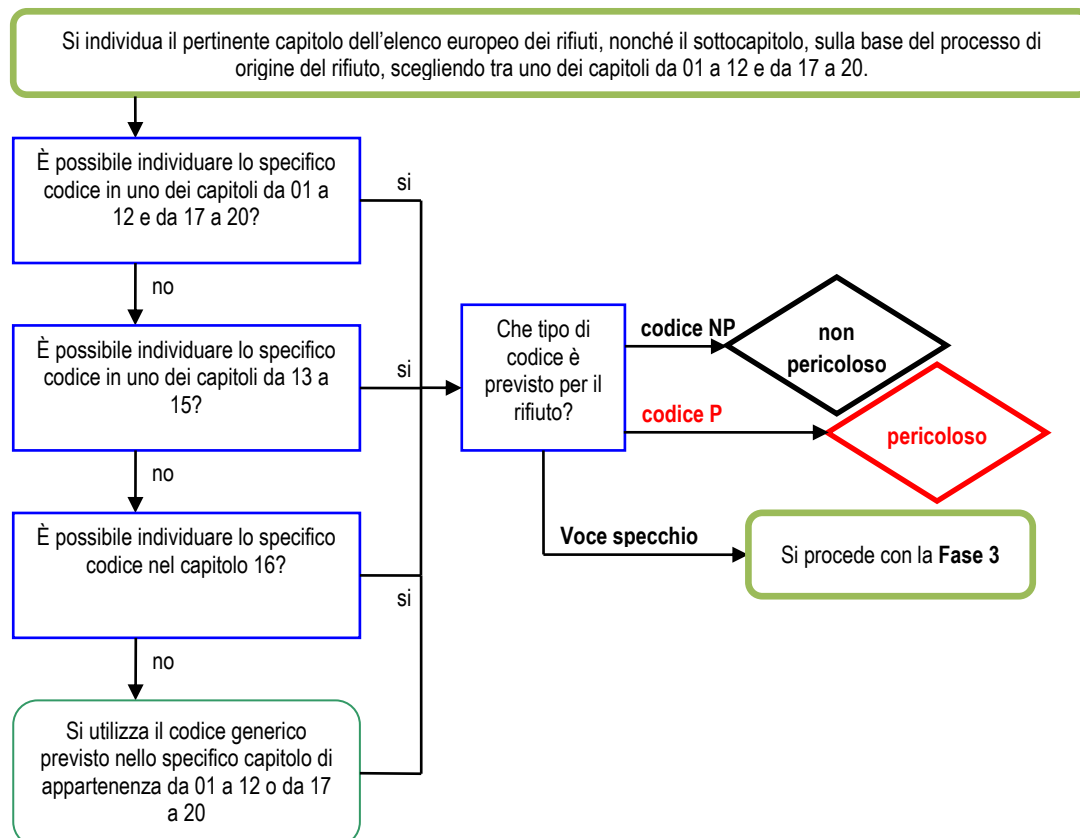 Si individua il pertinente capitolo dell'elenco europeo dei rifiuti, nonché il sottocapitolo, sulla base del processo di
origine del rifiuto, scegliendo tra uno dei capitoli da 01 a 12 e da 17 a 20.
È possibile individuare lo specifico
codice in uno dei capitoli da 01 a
12 e da 17 a 20?
si
no
È possibile individuare lo specifico
codice in uno dei capitoli da 13 a
15?
si
no
È possibile individuare lo specifico
codice nel capitolo 16?
si
no
Si utilizza il codice generico
previsto nello specifico capitolo di
appartenenza da 01 a 12 o da 17
a 20
Che tipo di
codice è
previsto per il
rifiuto?
codice NP
non
pericoloso
codice P
pericoloso
Voce specchio
Si procede con la Fase 3